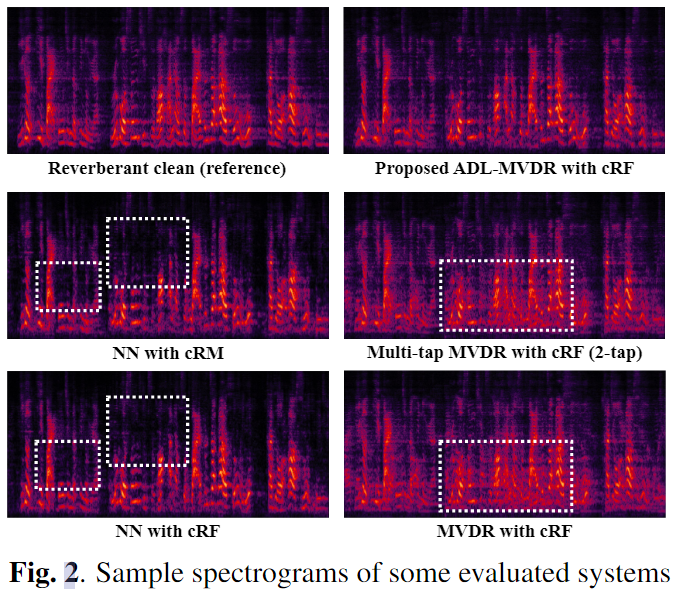 Reverberant clean (reference)
Proposed ADL-MVDR with cRF
NN with cRM
Multi-tap MVDR with cRF (2-tap)
NN with cRF
MVDR with cRF
Fig. 2. Sample spectrograms of some evaluated systems